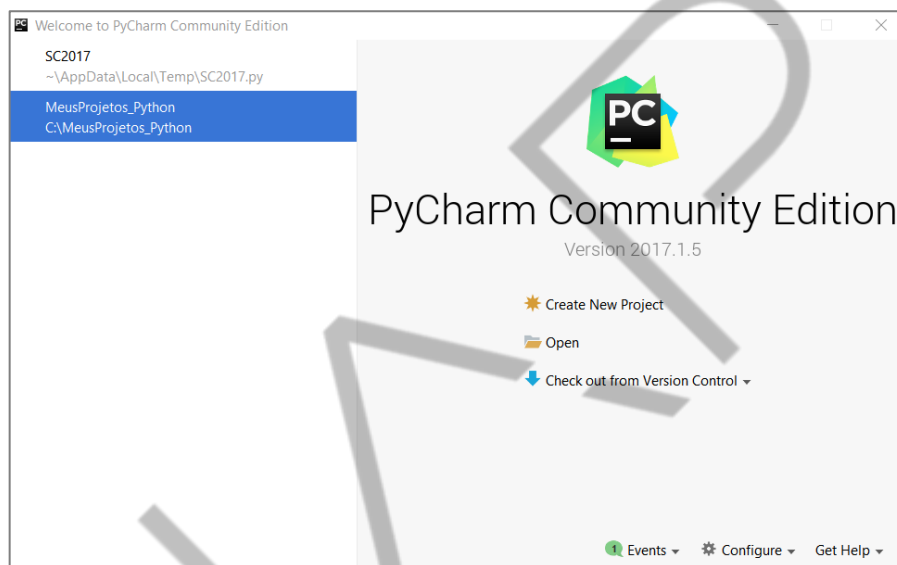 PC Welcome to PyCharm Community Edition
SC2017
~\AppData\Local\Temp\SC2017.py
MeusProjetos_Python
C:\MeusProjetos_Python
PC
PyCharm Community Edition
Version 2017.1.5
Create New Project
Open
Check out from Version Control
1 Events
Configure
Get Help